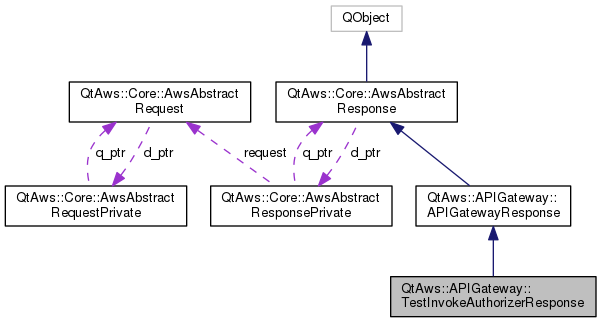 QObject
QtAws::Core::AwsAbstract
Request
QtAws::Core::AwsAbstract
Response
q_ptr
d_ptr
request
q_ptr
d_ptr
QtAws::Core::AwsAbstract
RequestPrivate
QtAws::Core::AwsAbstract
ResponsePrivate
QtAws::APIGateway::
APIGatewayResponse
QtAws::APIGateway::
TestInvokeAuthorizerResponse